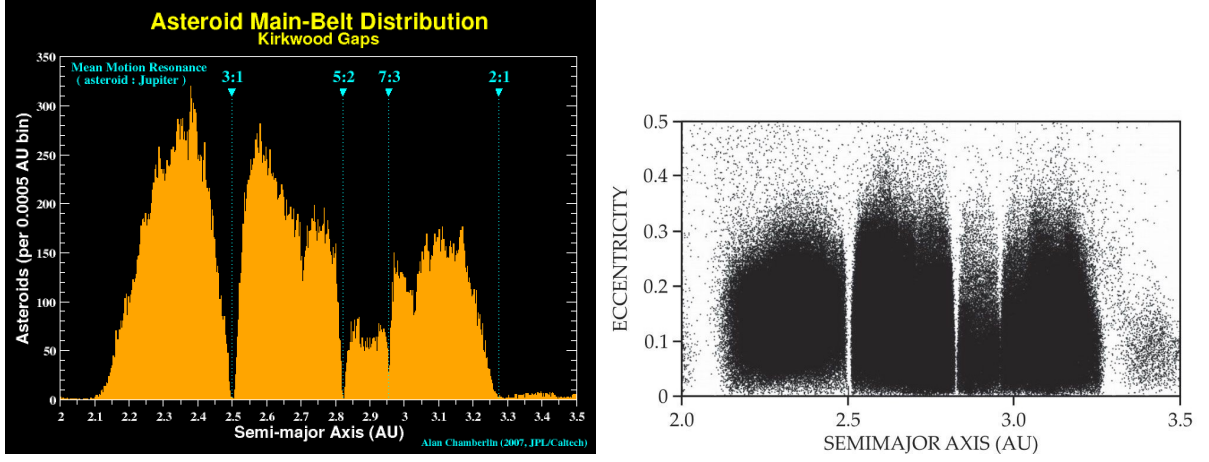 Asteroid Main-Belt Distribution
Kirkwood Gaps
Mean Motion Resonance
( asteroid : Jupiter )
3:1 5:2 7:3 2:1
Asteroids (per 0.0005 AU bin)
350
300
250
200
150
100
50
0
2 2.1 2.2 2.3 2.4 2.5 2.6 2.7 2.8 2.9 3 3.1 3.2 3.3 3.4 3.5
Semi-major Axis (AU)
Alan Chamberlin (2007, JPL/Caltech)
ECCENTRICITY
0.5
0.4
0.3
0.2
0.1
0
2.0 2.5 3.0 3.5
SEMIMAJOR AXIS (AU)